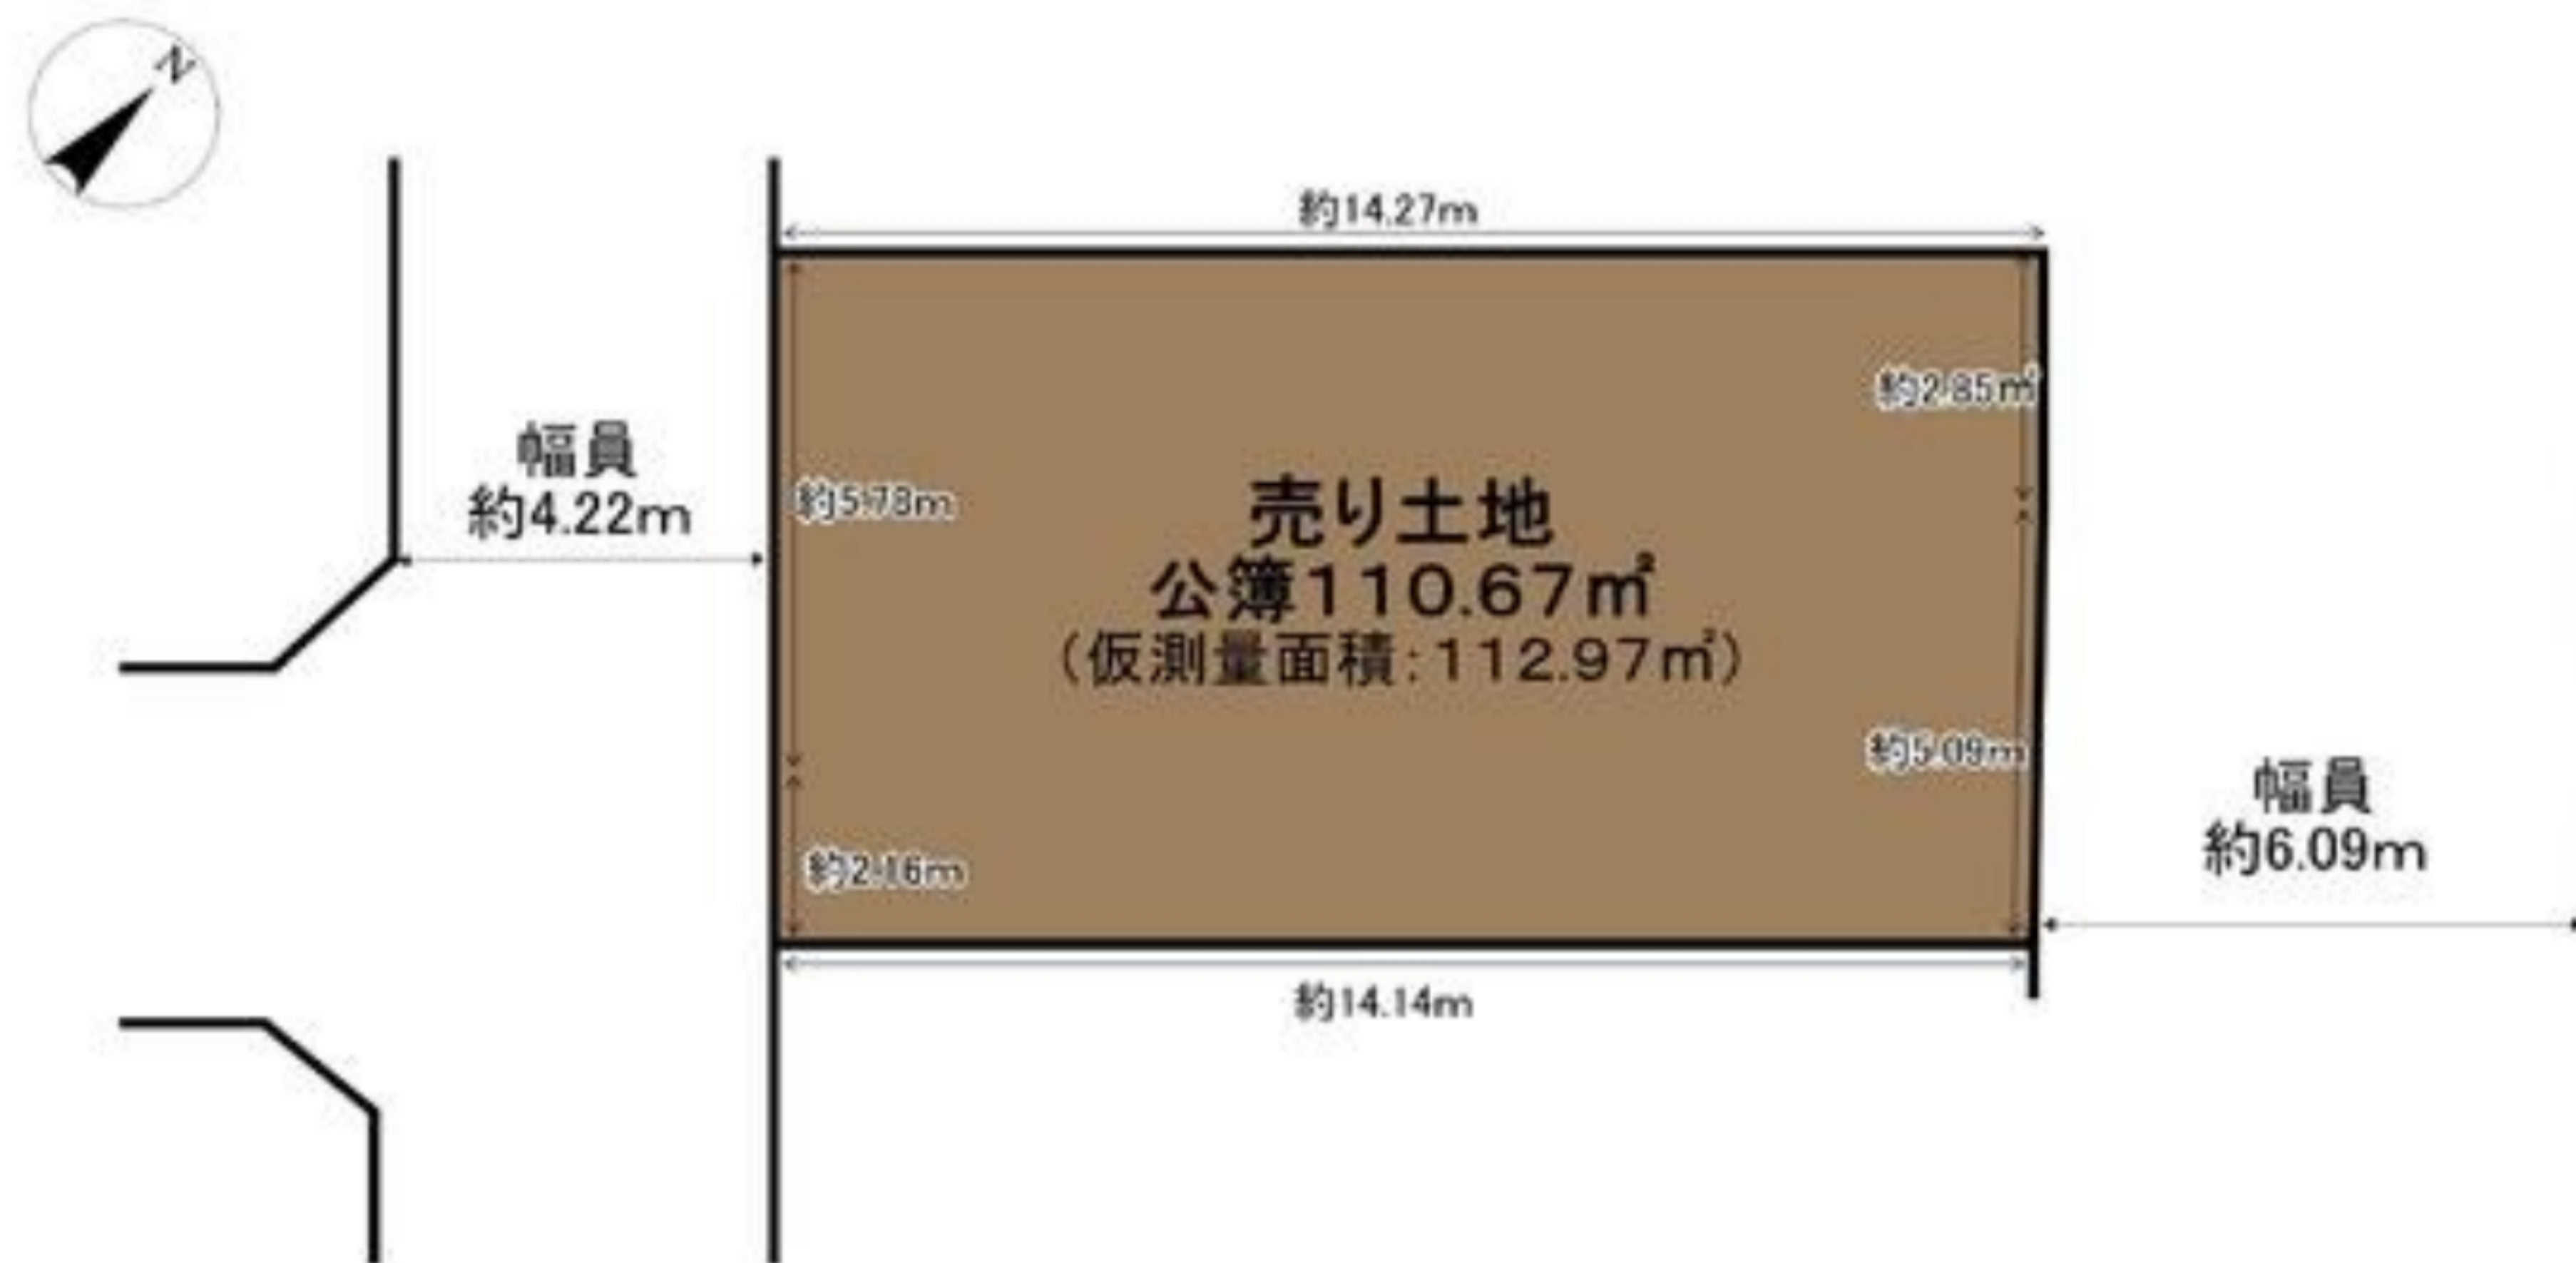 N
約14.27m
約2.85㎡
幅員
約4.22m
約5.78m
売り土地
公簿110.67㎡
（仮測量面積:112.97㎡）
約5.09m
幅員
約6.09m
約2.16m
約14.14m